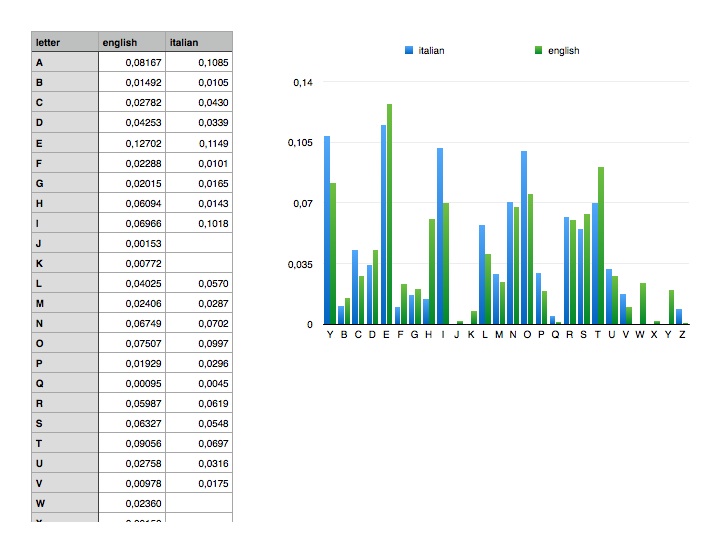 letter english italian
A 0,08167 0,1085
B 0,01492 0,0105
C 0,02782 0,0430
D 0,04253 0,0339
E 0,12702 0,1149
F 0,02288 0,0101
G 0,02015 0,0165
H 0,06094 0,0143
I 0,06966 0,1018
J 0,00153
K 0,00772
L 0,04025 0,0570
M 0,02406 0,0287
N 0,06749 0,0702
O 0,07507 0,0997
P 0,01929 0,0296
Q 0,00095 0,0045
R 0,05987 0,0619
S 0,06327 0,0548
T 0,09056 0,0697
U 0,02758 0,0316
V 0,00978 0,0175
W 0,02360
italian english
0,14
0,105
0,07
0,035
0
Y B C D E F G H I J K L M N O P Q R S T U V W X Y Z